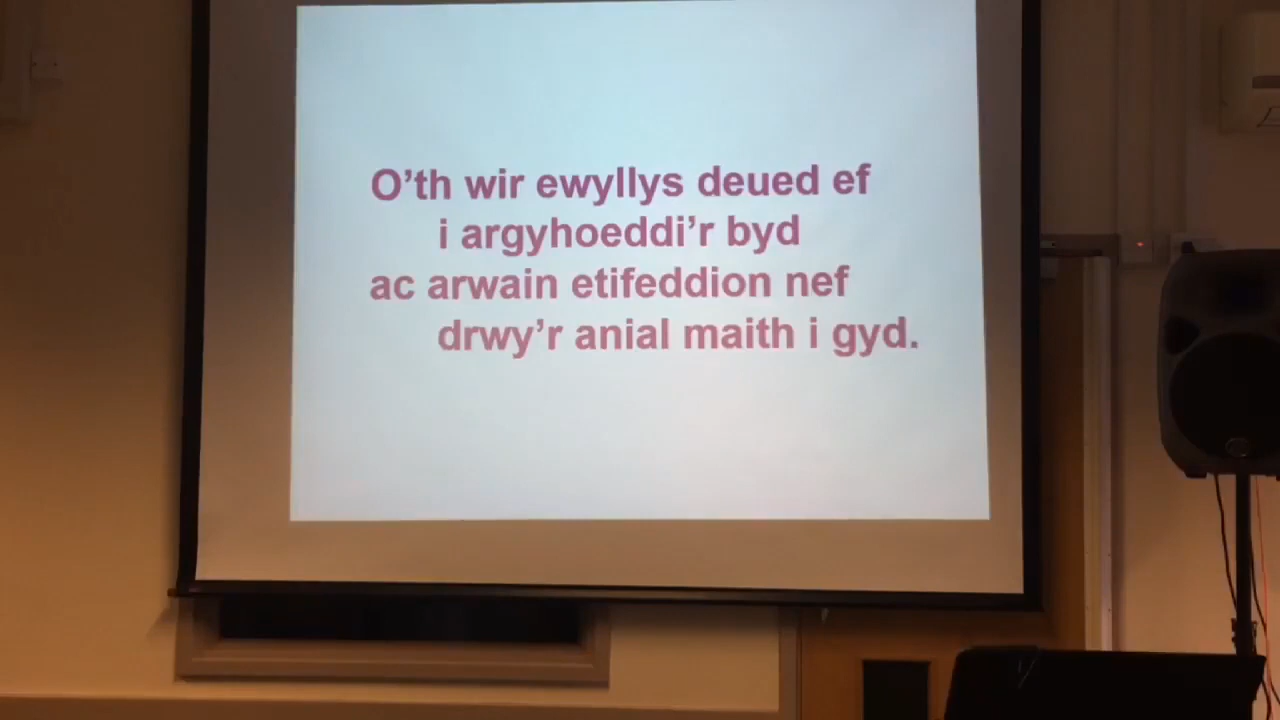 O’th wir ewyllys deued ef
i argyhoeddi’r byd
ac arwain etifeddion nef
drwy’r anial maith i gyd.